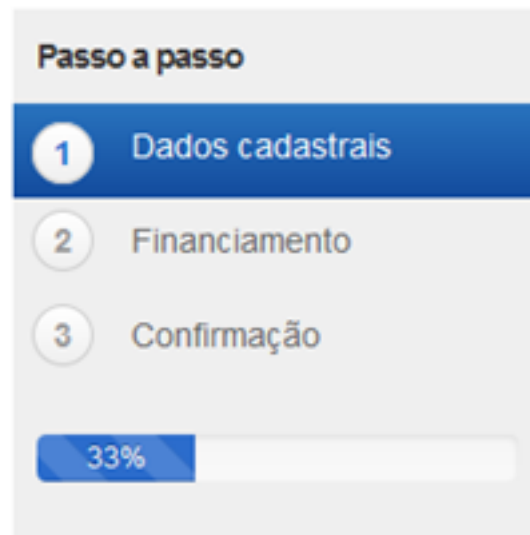 Passo a passo
1 Dados cadastrais
2 Financiamento
3 Confirmação
33%